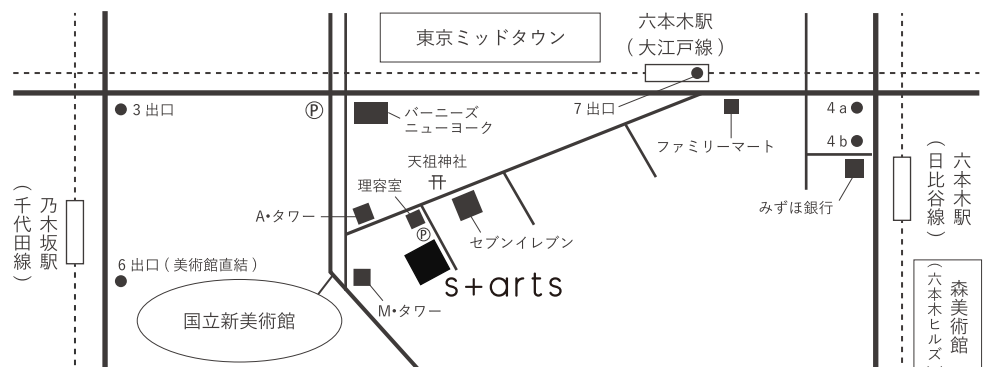 東京ミッドタウン
六本木駅
（大江戸線）
3 出口
Ⓟ
バーニーズ
ニューヨーク
7 出口
ファミリーマート
4 a
4 b
みずほ銀行
六本木駅
（日比谷線）
天祖神社
理容室
A•タワー
Ⓟ
セブンイレブン
乃木坂駅
（千代田線）
6 出口（美術館直結）
s+arts
M•タワー
国立新美術館
森美術館
（六本木ヒルズ）